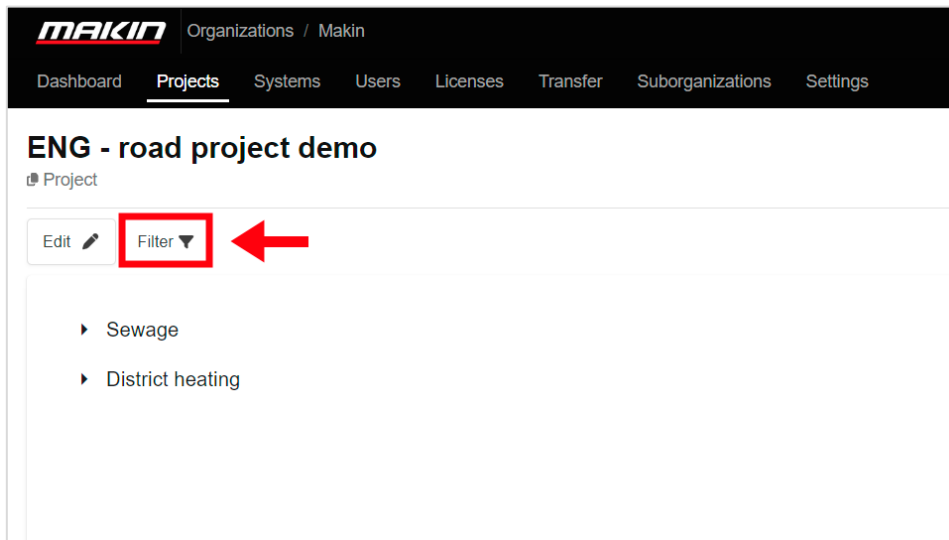 MAKIN Organizations / Makin
Dashboard Projects Systems Users Licenses Transfer Suborganizations Settings
ENG - road project demo
Project
Edit Filter
Sewage
District heating